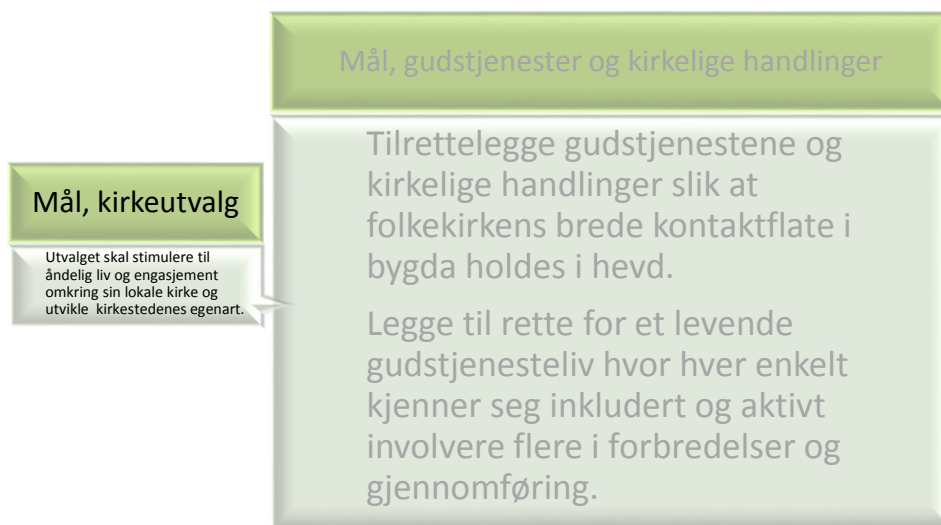 Mål, gudstjenester og kirkelige handlinger
Tilrettelegge gudstjenestene og
kirkelige handlinger slik at
folkekirkens brede kontaktflate i
bygda holdes i hevd.
Legge til rette for et levende
gudstjenesteliv hvor hver enkelt
kjenner seg inkludert og aktivt
involvere flere i forbredelser og
gjennomføring.
Mål, kirkeutvalg
Utvalget skal stimulere til
åndelig liv og engasjement
omkring sin lokale kirke og
utvikle kirkestedenes egenart.